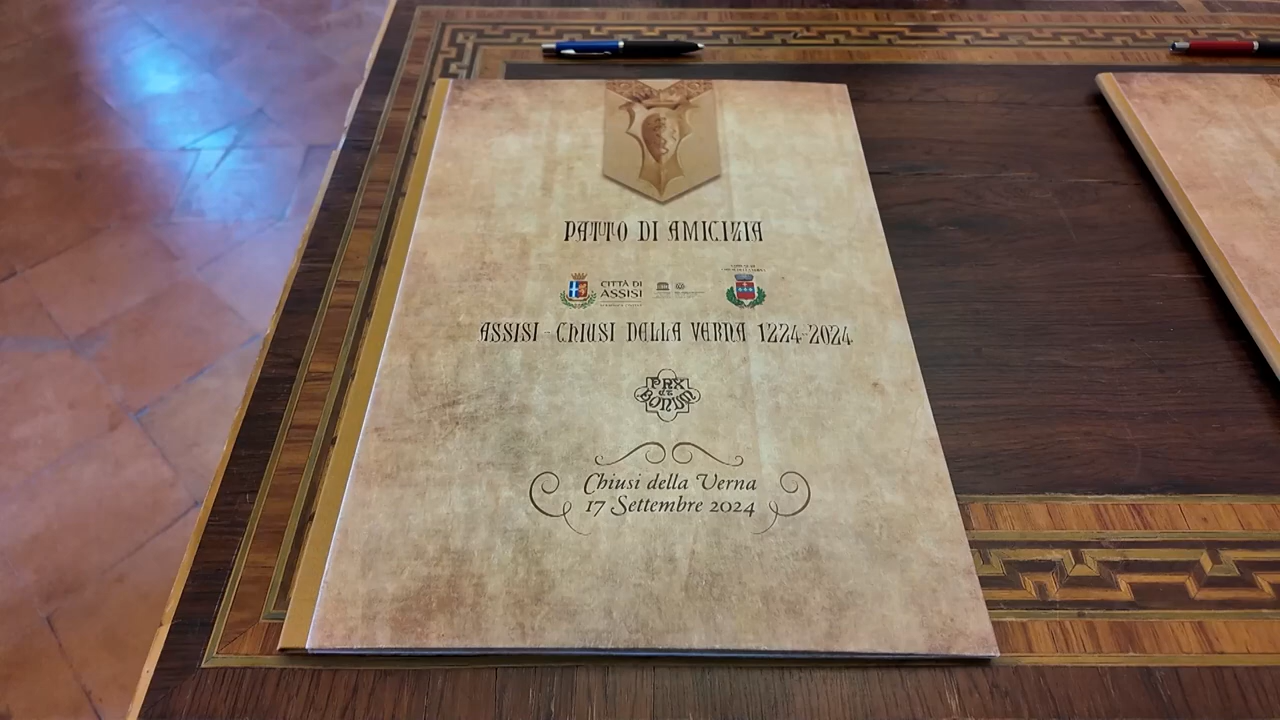 PATTO DI AMICIZIA
CITTÀ DI
ASSISI
ASSISI - CHIUSI DELLA VERNA 1224-2024
PAX
ET
BONUM
Chiusi della Verna
17 Settembre 2024